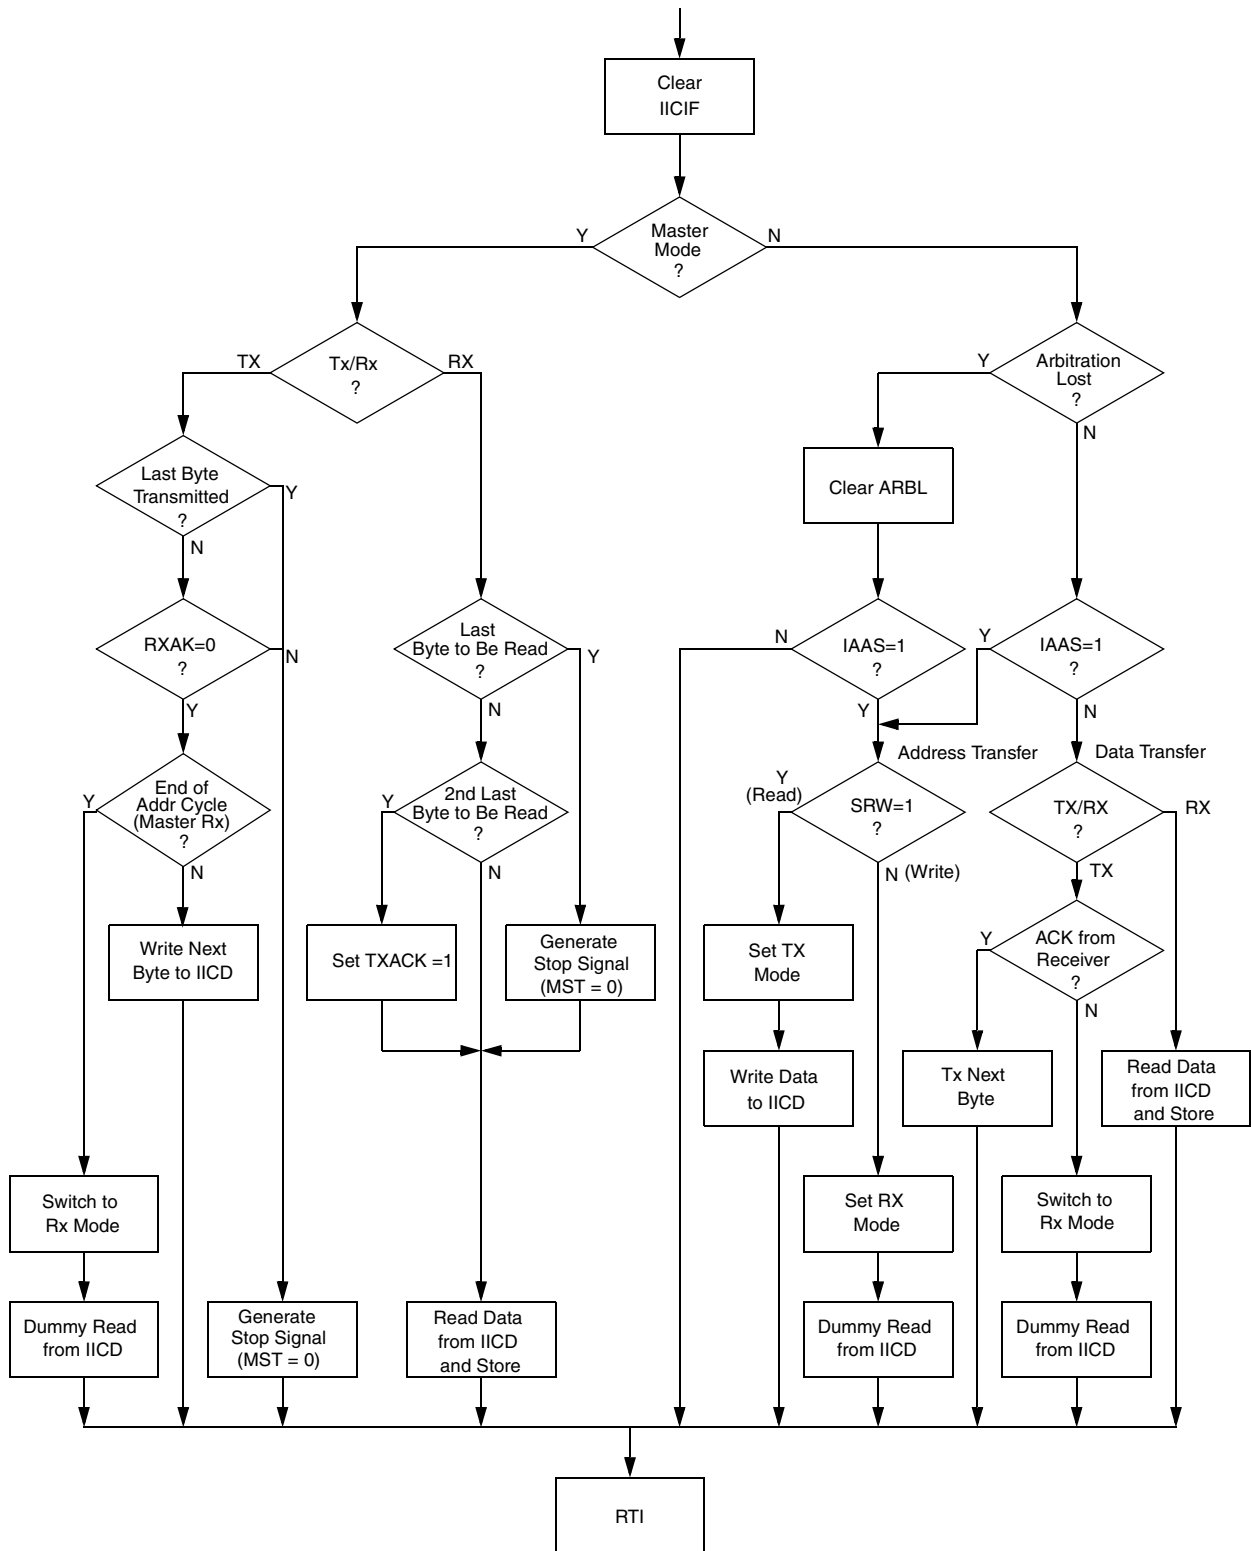 Clear
IICIF
Master
Mode
?
Y
N
Tx/Rx
?
TX
RX
Arbitration
Lost
?
Y
N
Last Byte
Transmitted
?
Y
N
Clear ARBL
RXAK=0
?
N
Y
Last
Byte to Be Read
?
Y
N
IAAS=1
?
N
Y
IAAS=1
?
Y
N
Address Transfer
Data Transfer
End of
Addr Cycle
(Master Rx)
?
Y
N
2nd Last
Byte to Be Read
?
Y
N
SRW=1
?
Y
(Read)
N (Write)
TX/RX
?
RX
TX
Write Next
Byte to IICD
Set TXACK =1
Generate
Stop Signal
(MST = 0)
Set TX
Mode
ACK from
Receiver
?
Y
N
Write Data
to IICD
Tx Next
Byte
Read Data
from IICD
and Store
Switch to
Rx Mode
Set RX
Mode
Switch to
Rx Mode
Dummy Read
from IICD
Generate
Stop Signal
(MST = 0)
Read Data
from IICD
and Store
Dummy Read
from IICD
Dummy Read
from IICD
RTI